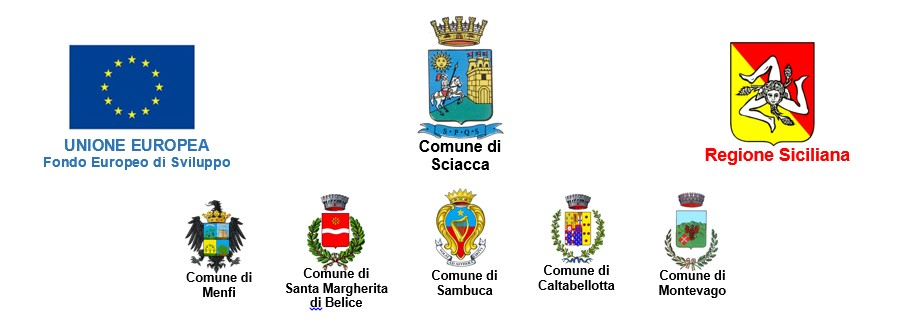 UNIONE EUROPEA
Fondo Europeo di Sviluppo
S·P·Q·S
Comune di
Sciacca
Regione Siciliana
Comune di
Menfi
Comune di
Santa Margherita
di Belice
Comune di
Sambuca
Comune di
Caltabellotta
Comune di
Montevago